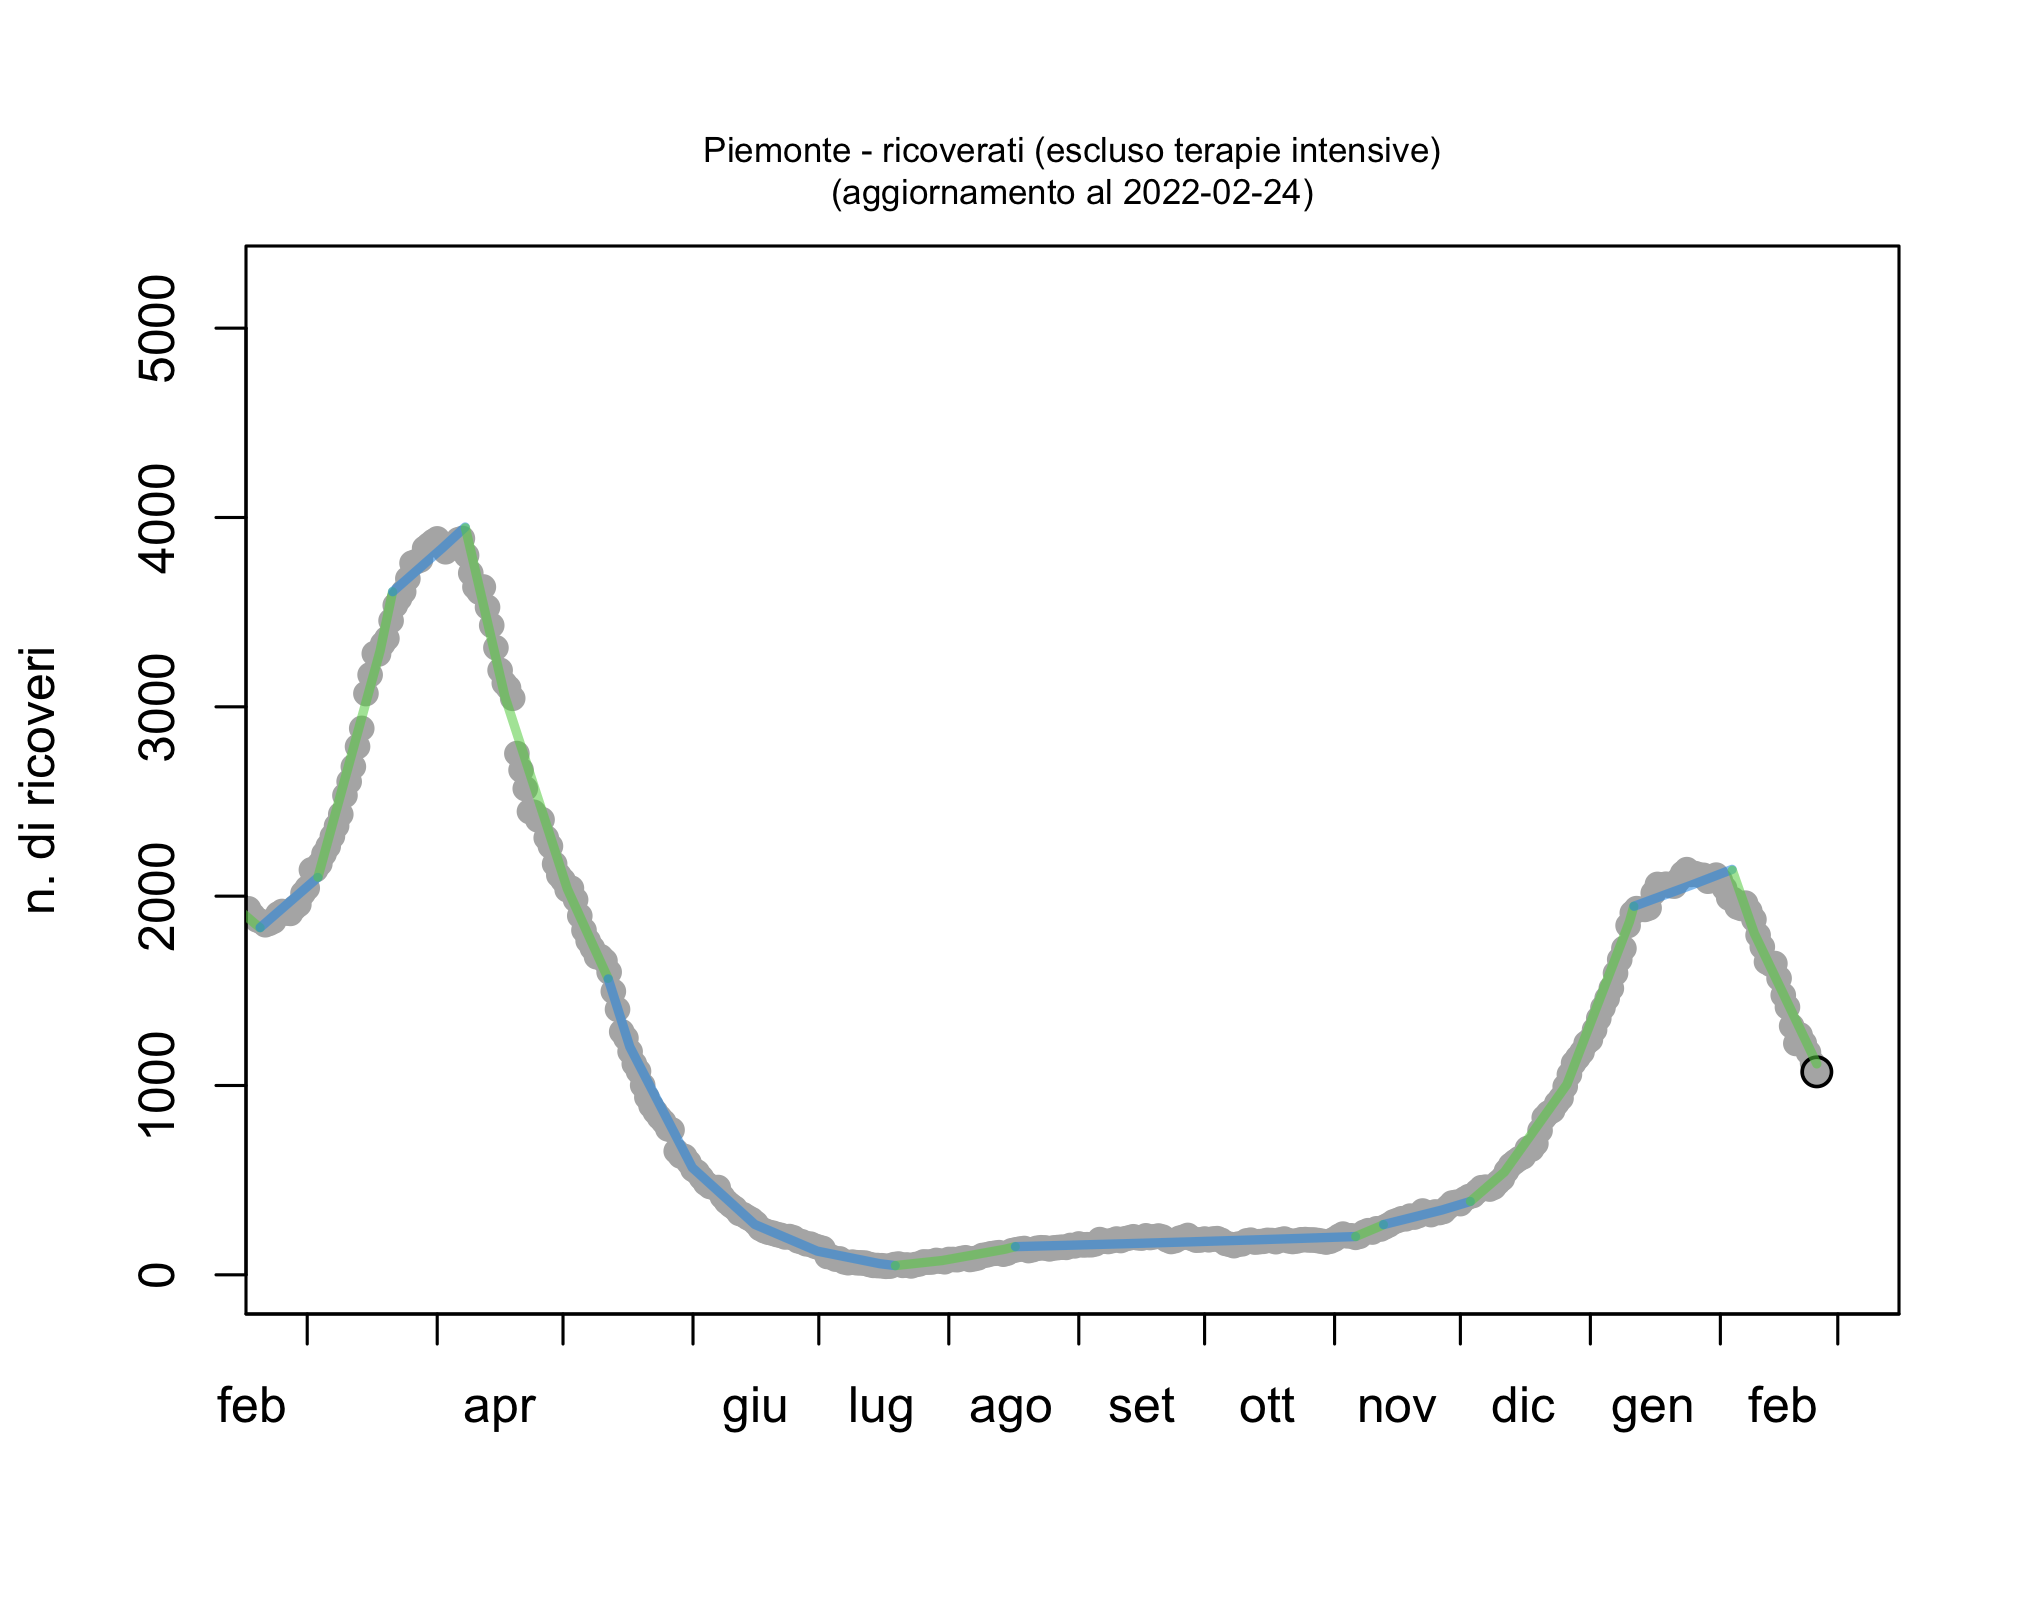 Piemonte - ricoverati (escluso terapie intensive)
(aggiornamento al 2022-02-24)
n. di ricoveri
5000
4000
3000
2000
1000
0
feb apr giu lug ago set ott nov dic gen feb